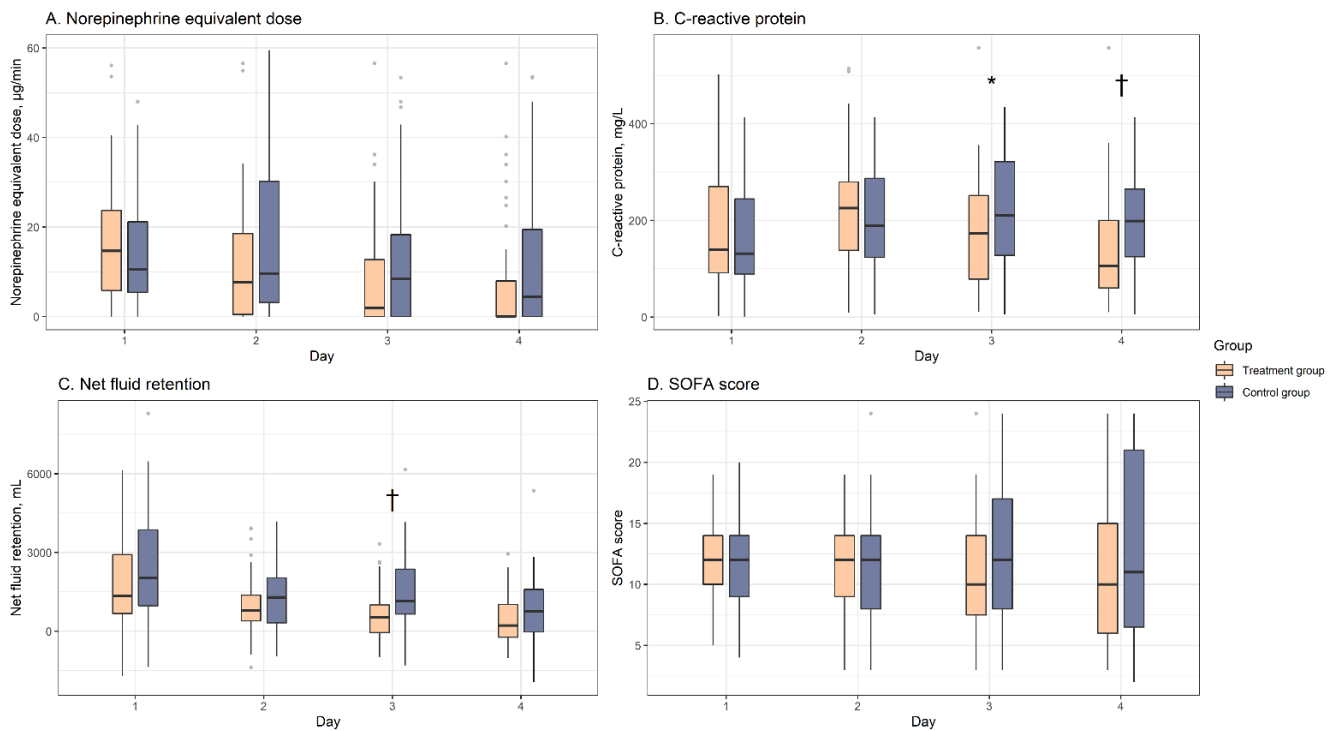 A. Norepinephrine equivalent dose
Norepinephrine equivalent dose, µg/min
60
40
20
0
1 2 3 4
Day
B. C-reactive protein
C-reactive protein, mg/L
400
200
0
*
†
1 2 3 4
Day
C. Net fluid retention
Net fluid retention, mL
6000
3000
0
†
1 2 3 4
Day
D. SOFA score
SOFA score
25
20
15
10
5
1 2 3 4
Day
Group
Treatment group
Control group